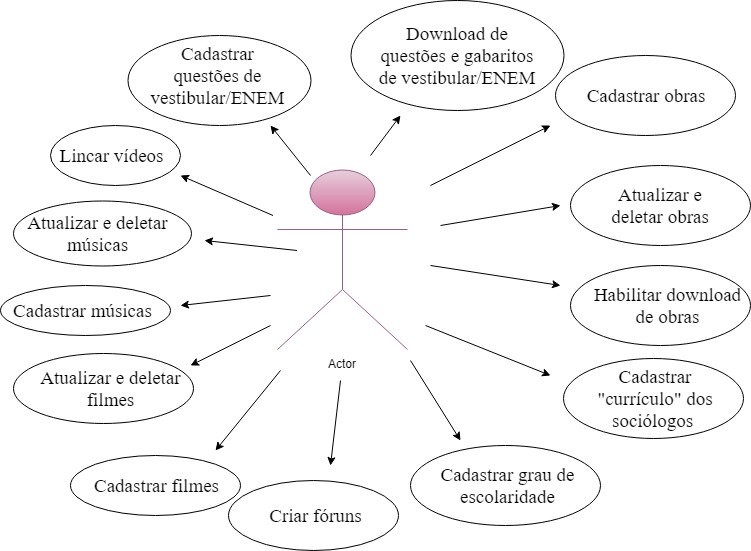 Cadastrar
questões de
vestibular/ENEM
Download de
questões e gabaritos
de vestibular/ENEM
Cadastrar obras
Lincar vídeos
Atualizar e
deletar obras
Atualizar e deletar
músicas
Habilitar download
de obras
Cadastrar músicas
Atualizar e deletar
filmes
Actor
Cadastrar
"currículo" dos
sociólogos
Cadastrar filmes
Criar fóruns
Cadastrar grau de
escolaridade